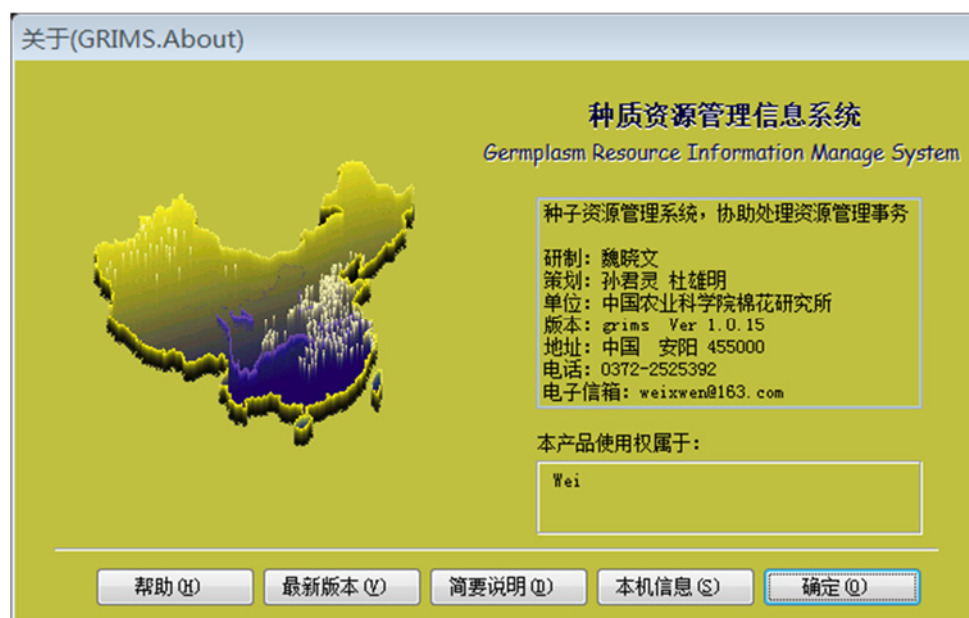 关于(GRIMS.About)
种质资源管理信息系统
Germplasm Resource Information Manage System
种子资源管理系统，协助处理资源管理事务
研制：魏晓文
策划：孙君灵 杜雄明
单位：中国农业科学院棉花研究所
版本：grims Ver 1.0.15
地址：中国 安阳 455000
电话：0372-2525392
电子信箱：weixwen@163.com
本产品使用权属于：
Wei
帮助(H) 最新版本(V) 简要说明(D) 本机信息(S) 确定(O)